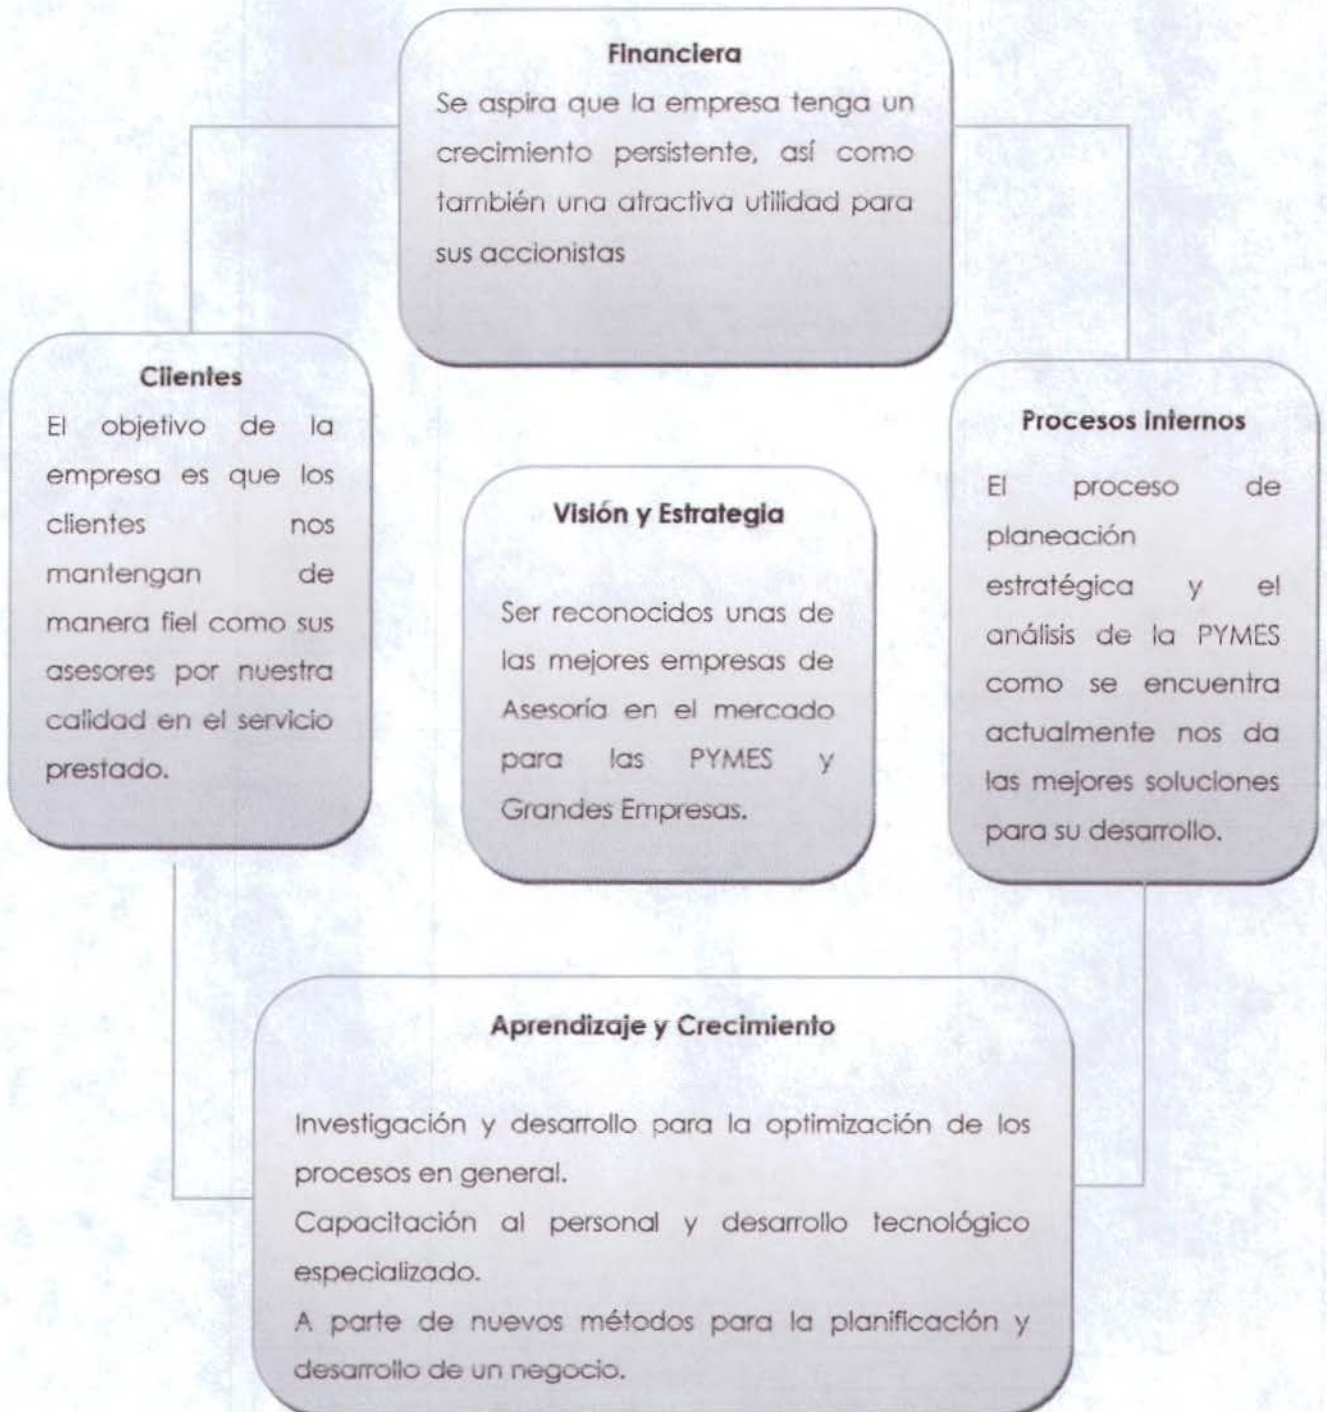 Financiera
Se aspira que la empresa tenga un
crecimiento persistente, así como
también una atractiva utilidad para
sus accionistas
Clientes
El objetivo de la
empresa es que los
clientes nos
mantengan de
manera fiel como sus
asesores por nuestra
calidad en el servicio
prestado.
Visión y Estrategia
Ser reconocidos unas de
las mejores empresas de
Asesoría en el mercado
para las PYMES y
Grandes Empresas.
Procesos Internos
El proceso de
planeación
estratégica y el
análisis de la PYMES
como se encuentra
actualmente nos da
las mejores soluciones
para su desarrollo.
Aprendizaje y Crecimiento
Investigación y desarrollo para la optimización de los
procesos en general.
Capacitación al personal y desarrollo tecnológico
especializado.
A parte de nuevos métodos para la planificación y
desarrollo de un negocio.